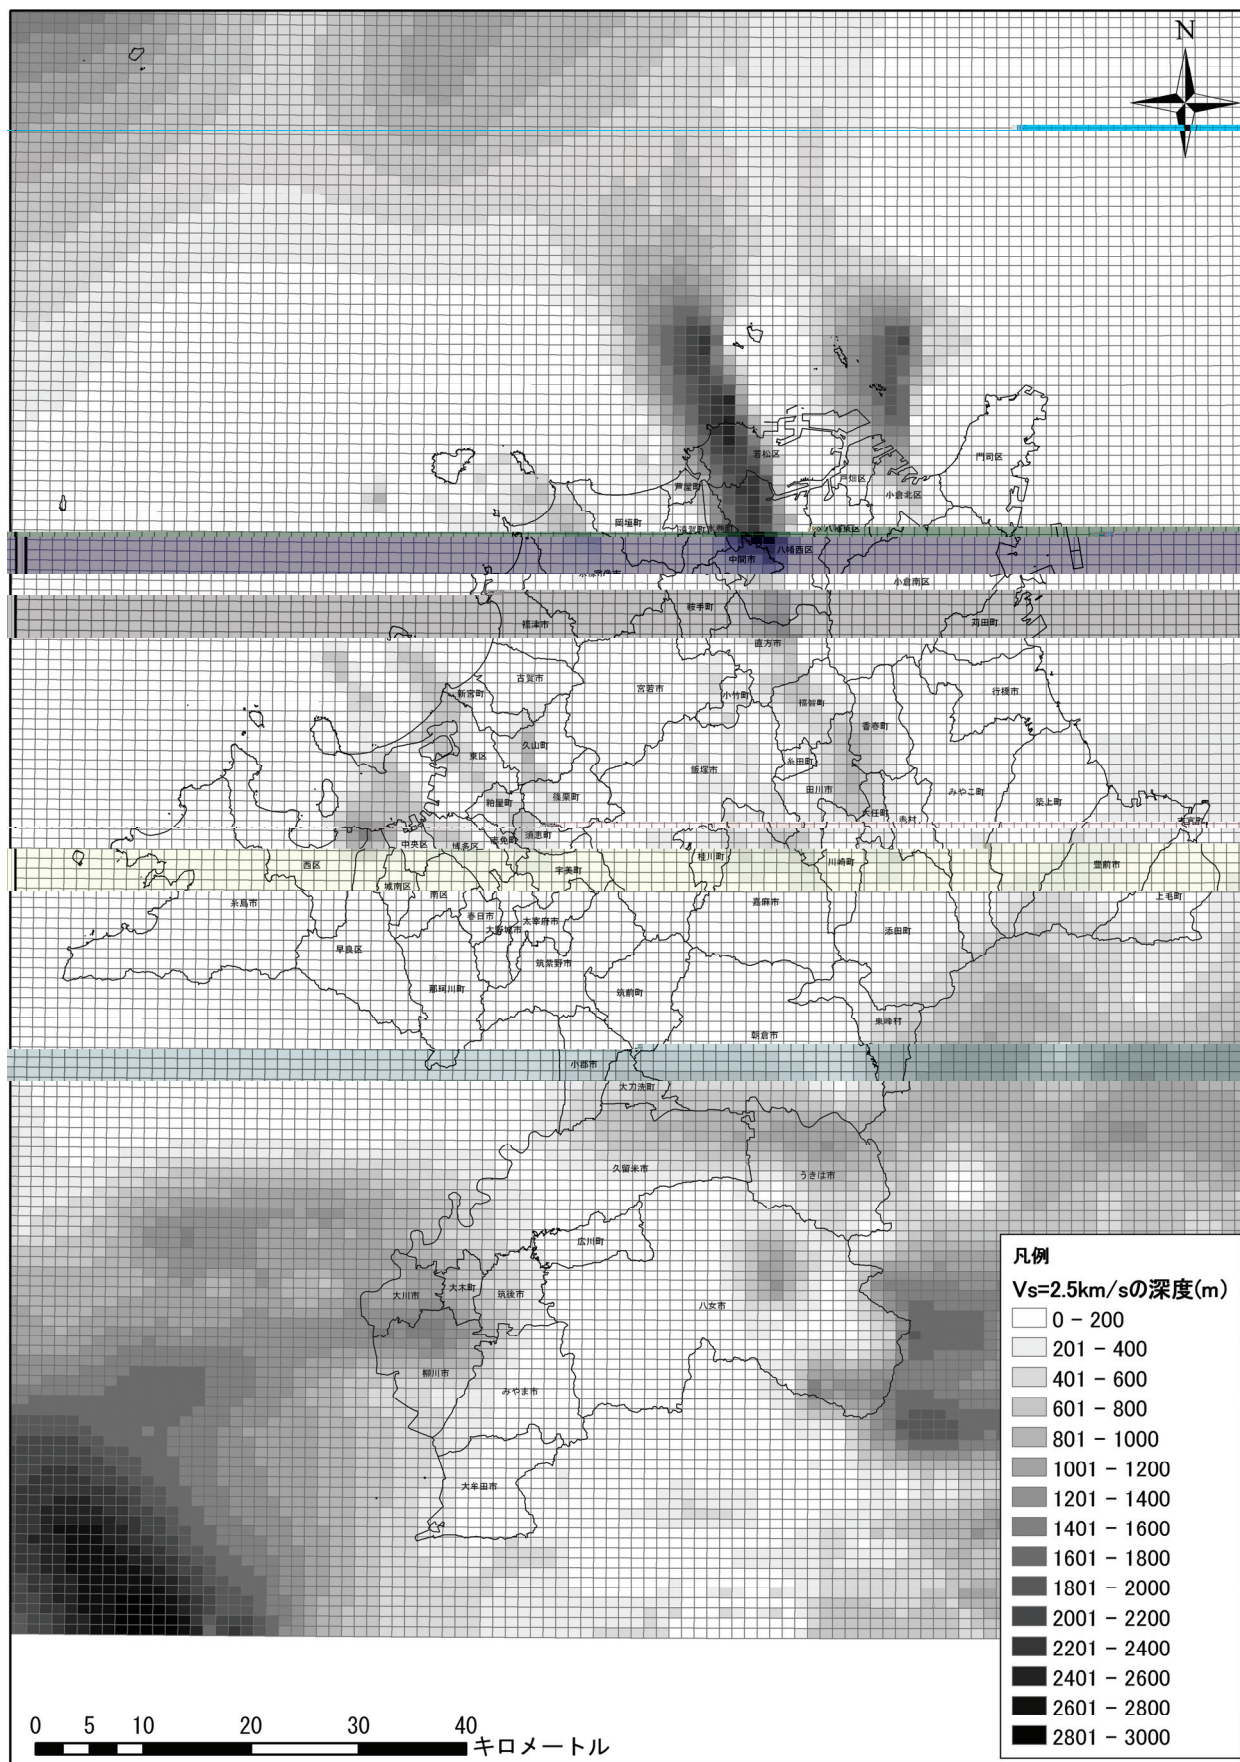 N
若松区
門司区
戸畑区
芦屋町
小倉北区
岡垣町
遠賀町
水巻町
八幡東区
八幡西区
中間市
小倉南区
鞍手町
福津市
苅田町
直方市
古賀市
宮若市
新宮町
小竹町
行橋市
福智町
香春町
久山町
東区
糸田町
飯塚市
田川市
みやこ町
篠栗町
粕屋町
築上町
大任町
赤村
吉富町
須恵町
志免町
中央区
博多区
桂川町
川崎町
豊前市
西区
宇美町
城南区
南区
上毛町
糸島市
嘉麻市
春日市
太宰府市
大野城市
添田町
早良区
筑紫野市
那珂川町
筑前町
東峰村
朝倉市
小郡市
大刀洗町
久留米市
うきは市
広川町
大木町
大川市
筑後市
八女市
柳川市
みやま市
大牟田市
凡例
Vs=2.5km/sの深度(m)
0 - 200
201 - 400
401 - 600
601 - 800
801 - 1000
1001 - 1200
1201 - 1400
1401 - 1600
1601 - 1800
1801 - 2000
2001 - 2200
2201 - 2400
2401 - 2600
2601 - 2800
2801 - 3000
0 5 10 20 30 40
キロメートル